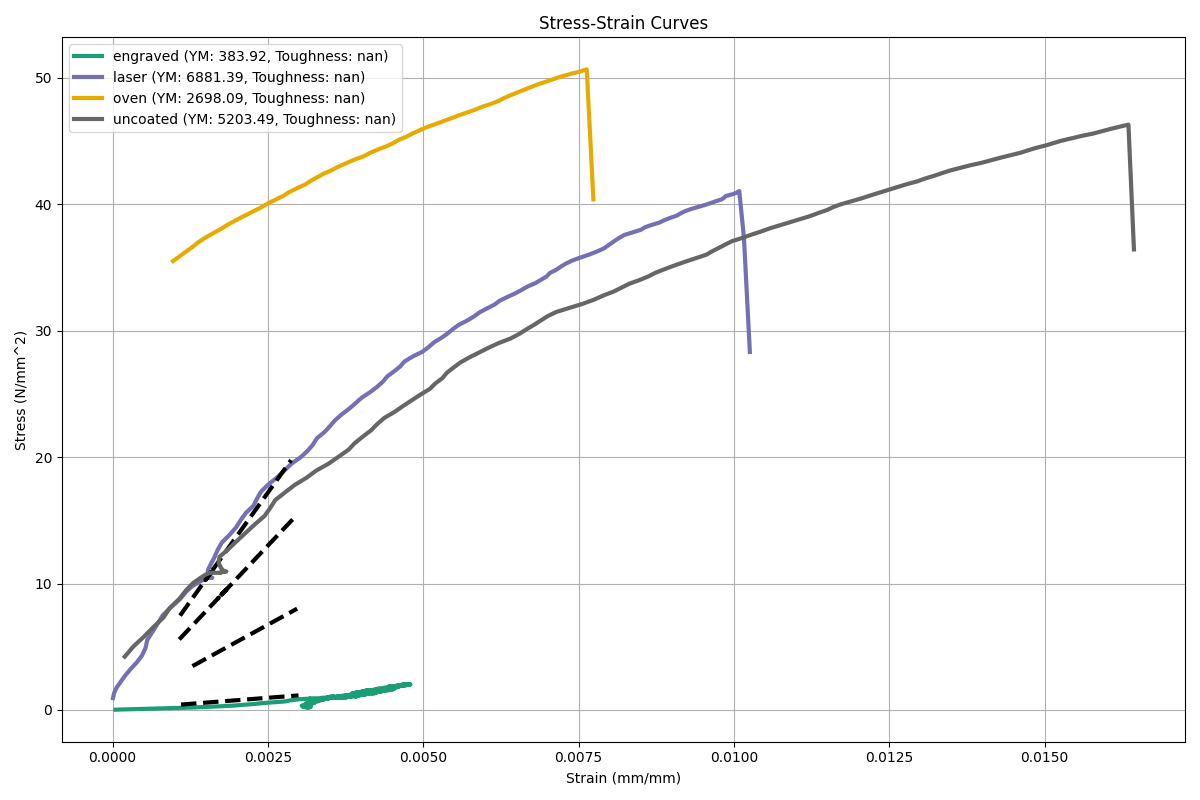 Stress-Strain Curves
engraved (YM: 383.92, Toughness: nan)
laser (YM: 6881.39, Toughness: nan)
oven (YM: 2698.09, Toughness: nan)
uncoated (YM: 5203.49, Toughness: nan)
Stress (N/mm^2)
50
40
30
20
10
0
0.0000 0.0025 0.0050 0.0075 0.0100 0.0125 0.0150
Strain (mm/mm)